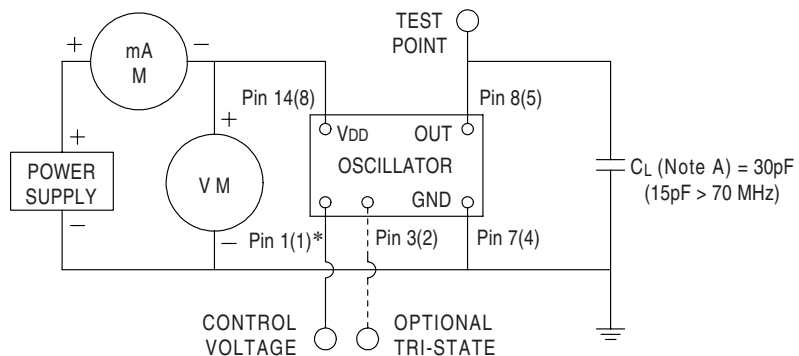 TEST
POINT
+
mA
M
−
Pin 14(8)
Pin 8(5)
+
+
VDD
OUT
OSCILLATOR
GND
POWER
SUPPLY
V M
CL (Note A) = 30pF
(15pF > 70 MHz)
−
−
Pin 1(1)*
Pin 3(2)
Pin 7(4)
CONTROL
VOLTAGE
OPTIONAL
TRI-STATE